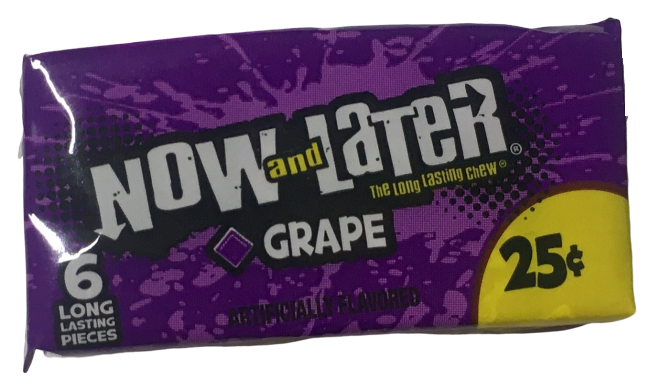 NOW and LATER®
THE LONG LASTING CHEW®
GRAPE
25¢
6
LONG
LASTING
PIECES
ARTIFICIALLY FLAVORED